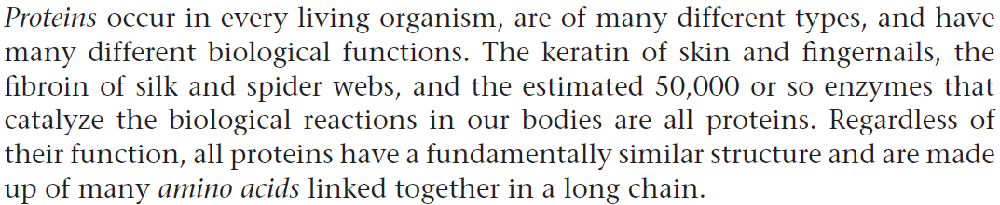 Proteins occur in every living organism, are of many different types, and have
many different biological functions. The keratin of skin and fingernails, the
fibroin of silk and spider webs, and the estimated 50,000 or so enzymes that
catalyze the biological reactions in our bodies are all proteins. Regardless of
their function, all proteins have a fundamentally similar structure and are made
up of many amino acids linked together in a long chain.